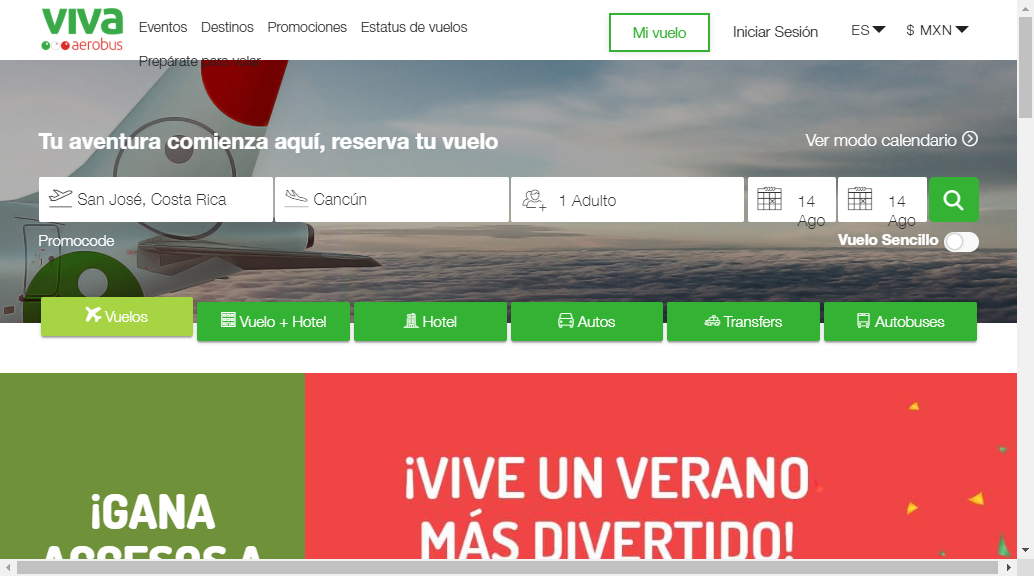 viva
aerobus
Eventos Destinos Promociones Estatus de vuelos
Prepárate para volar
Mi vuelo Iniciar Sesión ES $ MXN
Tu aventura comienza aquí, reserva tu vuelo
Ver modo calendario
San José, Costa Rica Cancún 1 Adulto 14 Ago 14 Ago
Promocode Vuelo Sencillo
Vuelos Vuelo + Hotel Hotel Autos Transfers Autobuses
¡GANA
ACCESOS A
¡VIVE UN VERANO
MÁS DIVERTIDO!